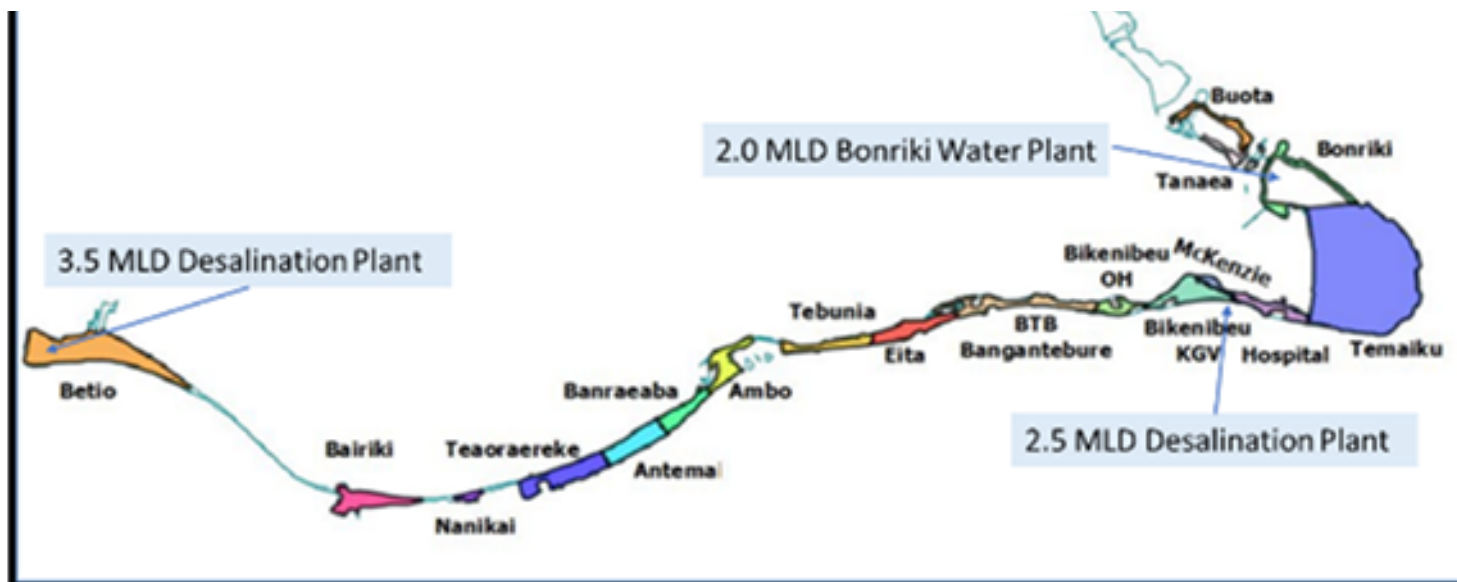 Buota
2.0 MLD Bonriki Water Plant
Bonriki
Tanaea
3.5 MLD Desalination Plant
Bikenibeu
OH
McKenzie
Tebunia
BTB
Bangantebure
Eita
Bikenibeu
KGV
Hospital
Temaiku
Betio
Banraeaba
Ambo
2.5 MLD Desalination Plant
Bairiki
Teaoraereke
Antemai
Nanikai